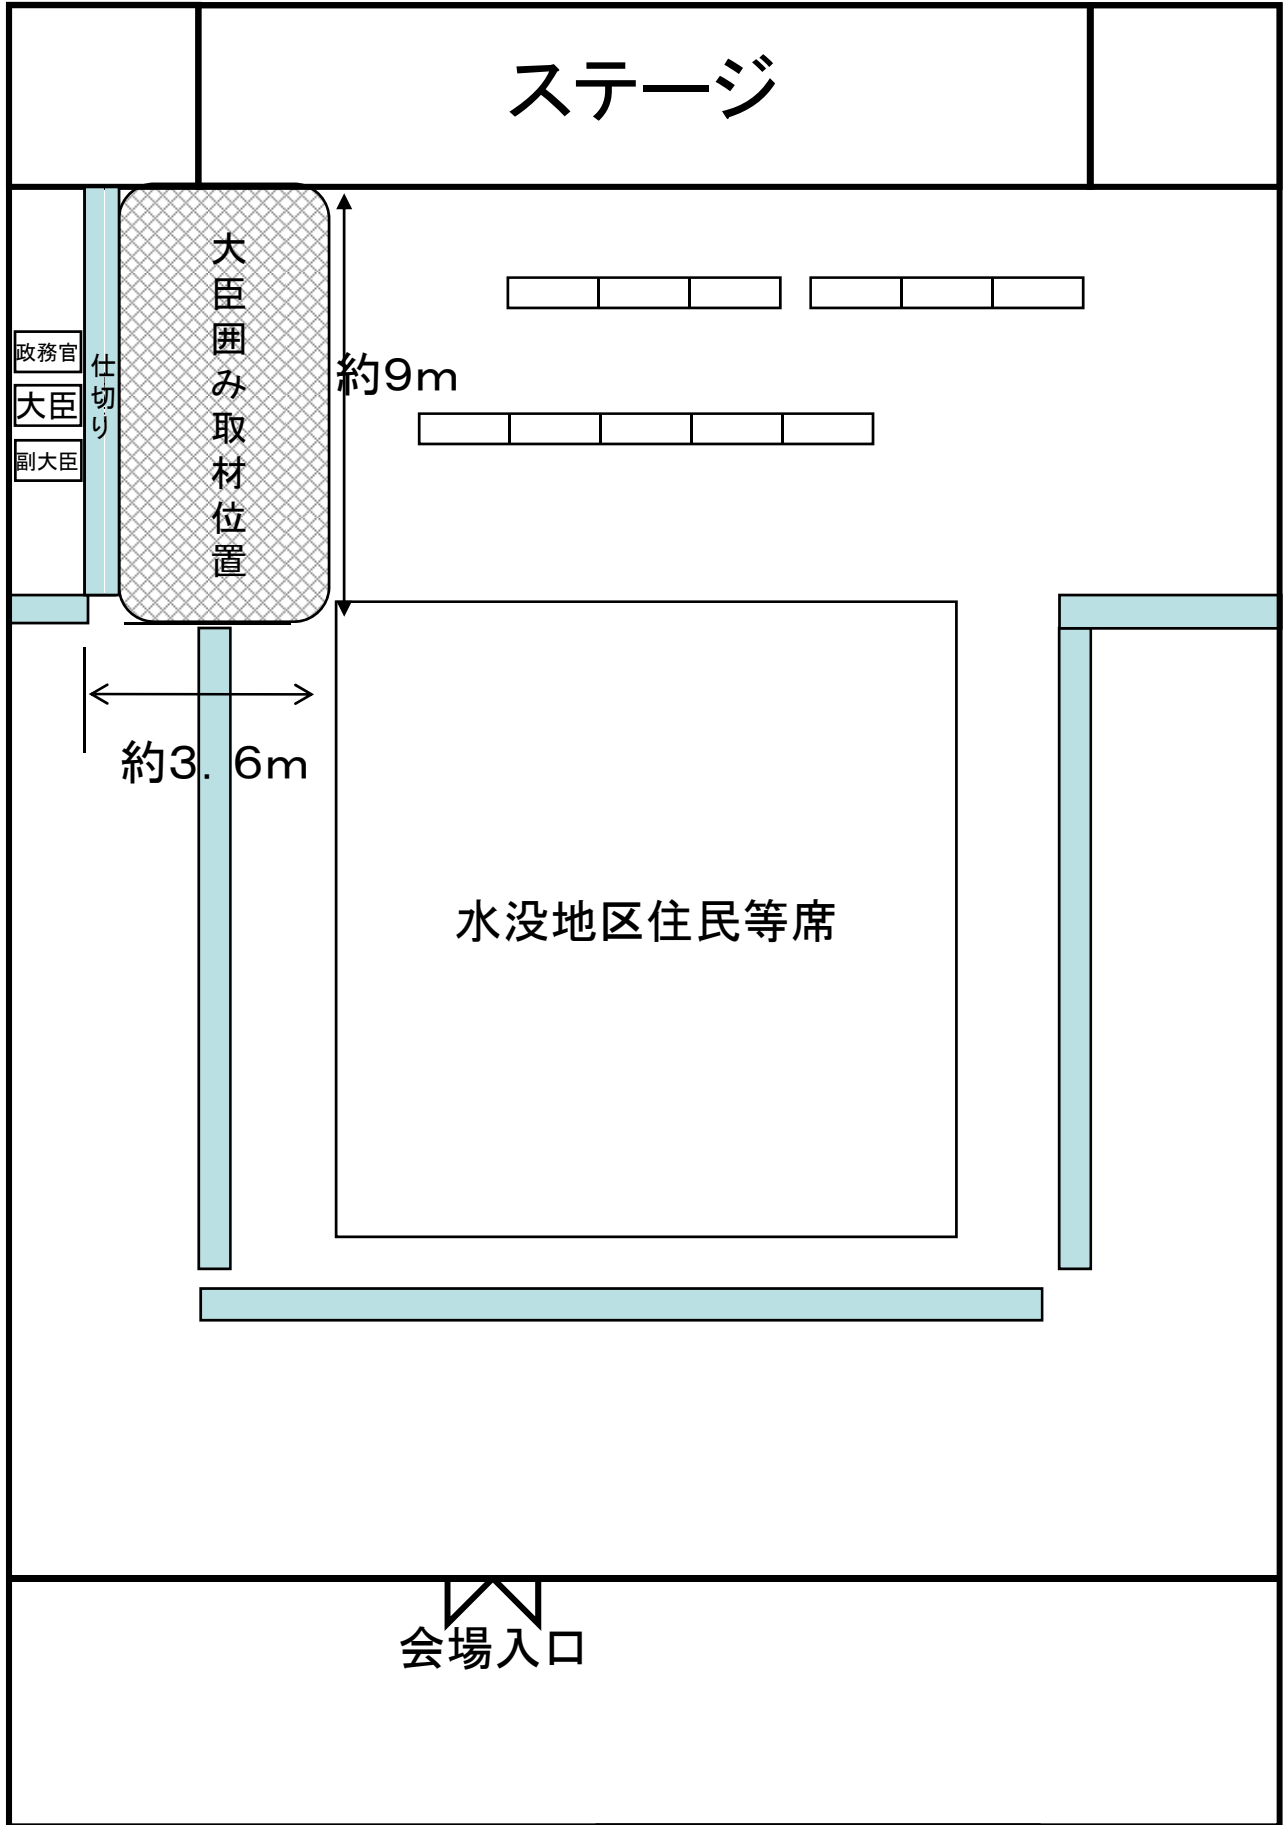 ステージ
大臣囲み取材位置
約9m
政務官
大臣
副大臣
仕切り
約3．6m
水没地区住民等席
会場入口